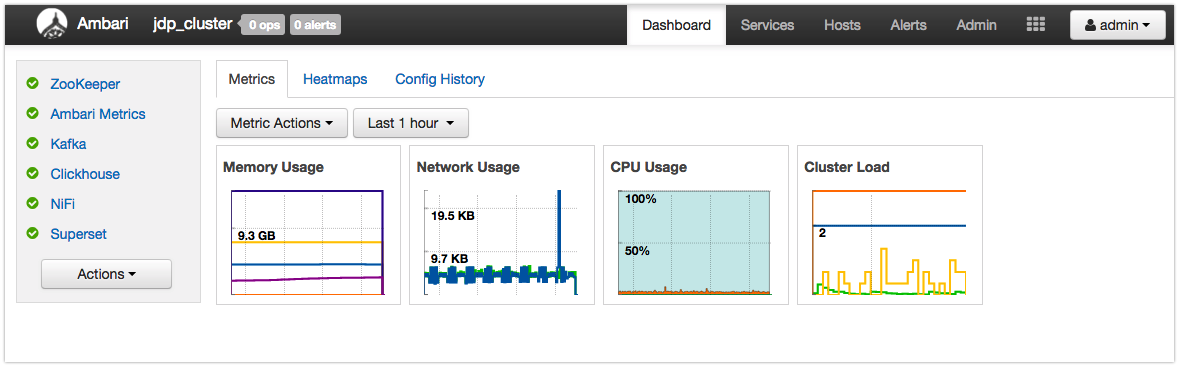 Ambari jdp_cluster 0 ops 0 alerts Dashboard Services Hosts Alerts Admin admin
ZooKeeper
Ambari Metrics
Kafka
Clickhouse
NiFi
Superset
Actions
Metrics Heatmaps Config History
Metric Actions Last 1 hour
Memory Usage
9.3 GB
Network Usage
19.5 KB
9.7 KB
CPU Usage
100%
50%
Cluster Load
2